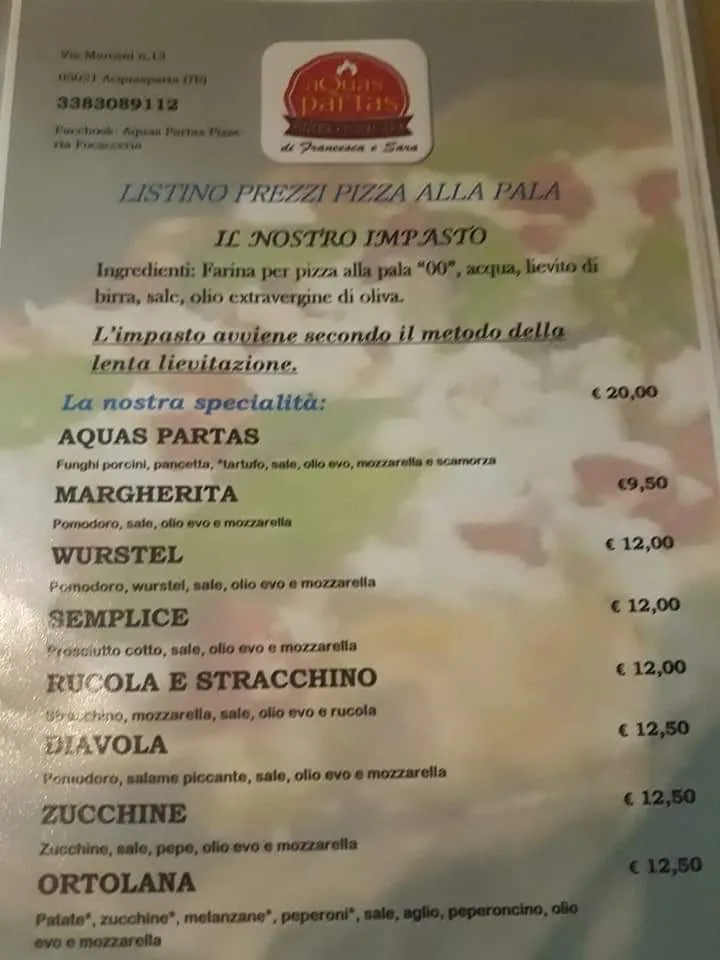 Via Marconi n.13
05021 Acquasparta (TR)
3383089112
Facebook: Aquas Partas Pizze
ria Focacceria
aQuas
partas
di Francesca e Sara
LISTINO PREZZI PIZZA ALLA PALA
IL NOSTRO IMPASTO
Ingredienti: Farina per pizza alla pala "00", acqua, lievito di
birra, sale, olio extravergine di oliva.
L'impasto avviene secondo il metodo della
lenta lievitazione.
La nostra specialità: € 20,00
AQUAS PARTAS
Funghi porcini, pancetta, *tartufo, sale, olio evo, mozzarella e scamorza
MARGHERITA €9,50
Pomodoro, sale, olio evo e mozzarella
WURSTEL € 12,00
Pomodoro, wurstel, sale, olio evo e mozzarella
SEMPLICE € 12,00
Prosciutto cotto, sale, olio evo e mozzarella
RUCOLA E STRACCHINO € 12,00
Stracchino, mozzarella, sale, olio evo e rucola
DIAVOLA € 12,50
Pomodoro, salame piccante, sale, olio evo e mozzarella
ZUCCHINE € 12,50
Zucchine, sale, pepe, olio evo e mozzarella
ORTOLANA € 12,50
Patate*, zucchine*, melanzane*, peperoni*, sale, aglio, peperoncino, olio
evo e mozzarella